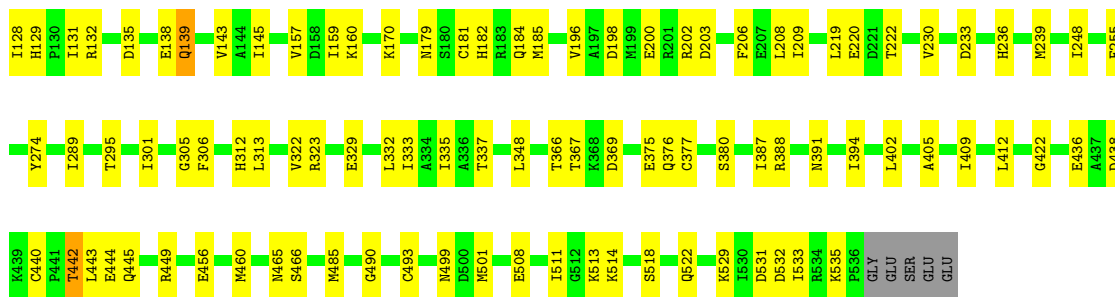 I128 H129 P130 I131 R132 D135 E138 Q139 V143 A144 I145 V157 D158 I159 K160 K170 N179 S180 C181 H182 R183 Q184 M185 V196 A197 D198 M199 E200 R201 R202 D203 F206 E207 L208 I209 L219 E220 D221 T222 V230 D233 H236 M239 I248
Y274 I289 T295 I301 G305 F306 H312 L313 V322 R323 E329 L332 I333 A334 I335 A336 T337 L348 T366 T367 K368 D369 E375 Q376 C377 S380 I387 R388 N391 I394 L402 A405 I409 L412 G422 E436 A437
K439 C440 P441 T442 L443 E444 Q445 R449 E456 M460 N465 S466 M485 G490 C493 N499 D500 M501 E508 I511 G512 K513 K514 S518 Q522 K529 I530 D531 D532 I533 R534 K535 P536 GLY GLU SER GLU GLU